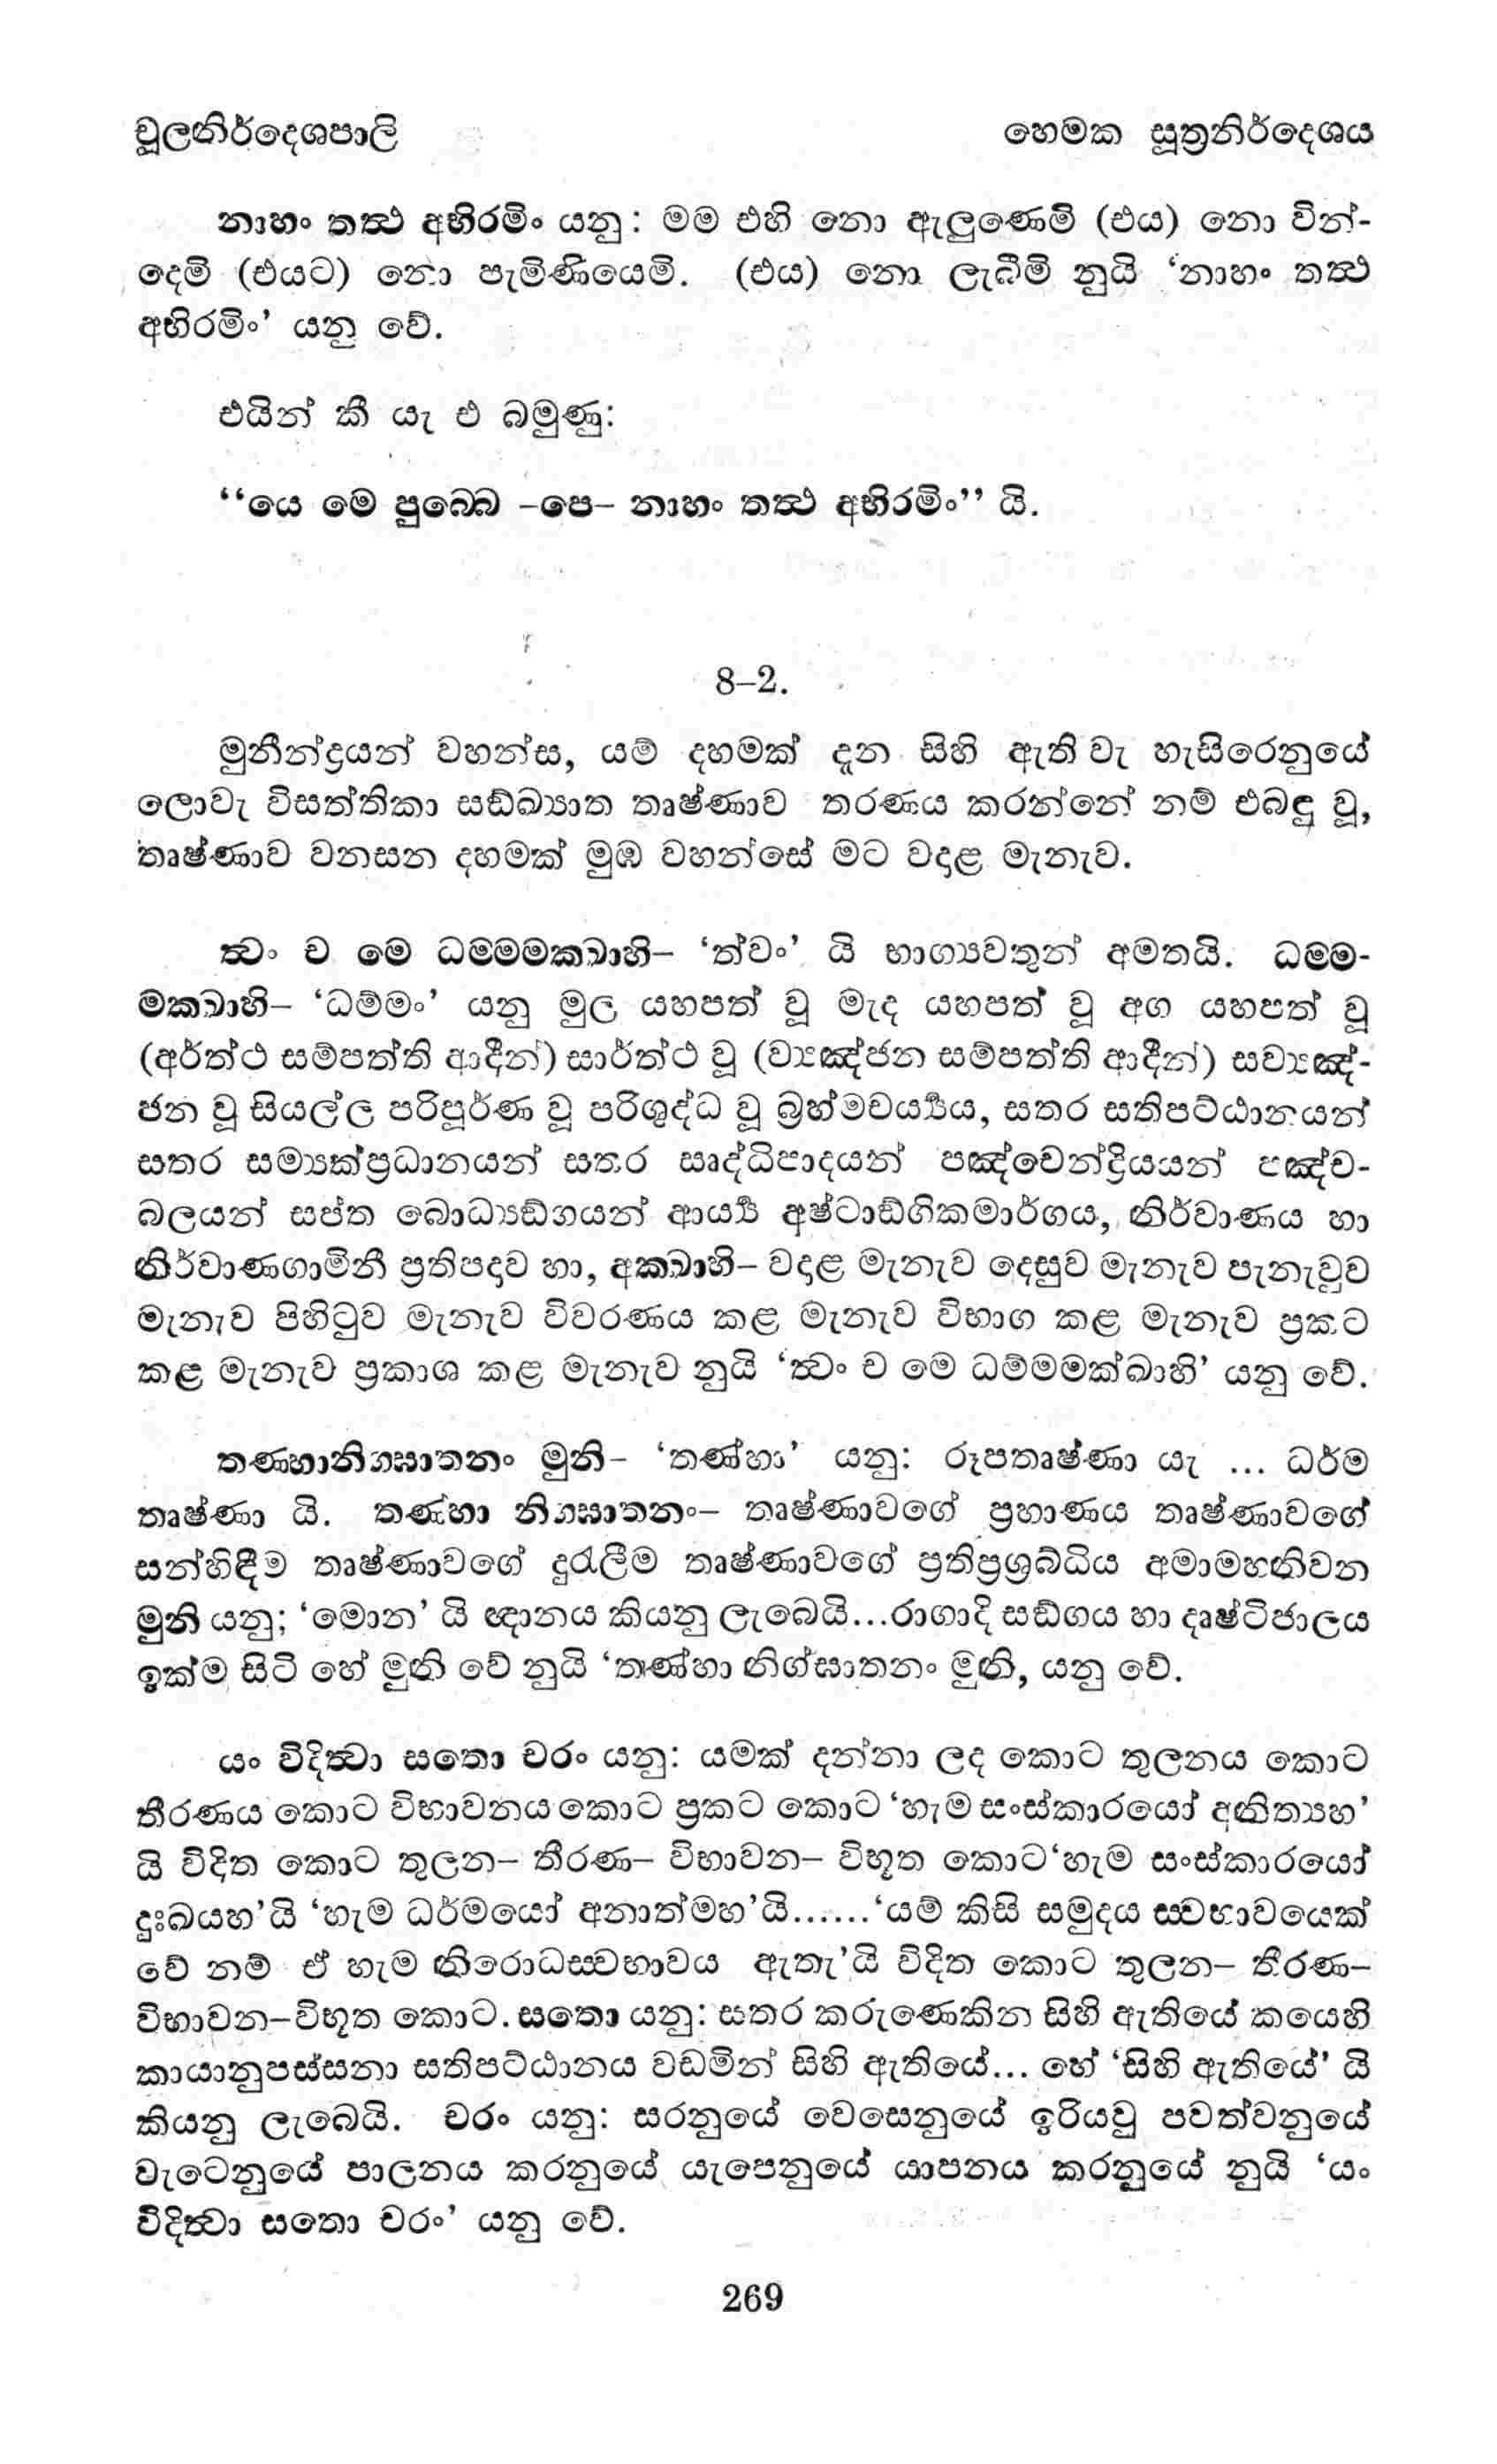 චූලනිර්දෙශපාලි හෙමක සූත්‍රනිර්දෙශය
නාහං තත්‍ථ අභිරමිං යනු: මම එහි නො ඇලුණෙමි (එය) නො වින්-
දෙමි (එයට) නො පැමිණියෙමි. (එය) නො ලැබීමි නුයි ‘නාහං තත්‍ථ
අභිරමිං’ යනු වේ.
එයින් කී යැ එ බමුණු:
“යෙ මෙ පුබ්බෙ –පෙ– නාහං තත්‍ථ අභිරමිං” යි.
8–2.
මුනීන්ද්‍රයන් වහන්ස, යම් දහමක් දැන සිහි ඇති වැ හැසිරෙනුයේ
ලොවැ විසත්තිකා සඞ්ඛ්‍යාත තෘෂ්ණාව තරණය කරන්නේ නම් එබඳු වූ,
තෘෂ්ණාව වනසන දහමක් මුඹ වහන්සේ මට වදළ මැනැව.
ත්‍වං ච මෙ ධම්මමක්ඛාහි– ‘ත්වං’ යි භාග්‍යවතුන් අමතයි. ධම්ම-
මක්ඛාහි– ‘ධම්මං’ යනු මුල යහපත් වූ මැද යහපත් වූ අග යහපත් වූ
(අර්ත්ථ සම්පත්ති ආදීන්) සාර්ත්ථ වූ (ව්‍යඤ්ජන සම්පත්ති ආදීන්) සව්‍යඤ්-
ජන වූ සියල්ල පරිපූර්ණ වූ පරිශුද්ධ වූ බ්‍රහ්මචර්‍ය්‍යය, සතර සතිපට්ඨානයන්
සතර සම්‍යක්ප්‍රධානයන් සතර සෘද්ධිපාදයන් පඤ්චෙන්ද්‍රියයන් පඤ්ච-
බලයන් සප්ත බොධ්‍යඞ්ගයන් ආර්‍ය්‍ය අෂ්ටාඞ්ගිකමාර්ගය, නිර්වාණය හා
නිර්වාණගාමිනී ප්‍රතිපදාව හා, අක්ඛාහි– වදළ මැනැව දෙසුව මැනැව පැනැවුව
මැනැව පිහිටුව මැනැව විවරණය කළ මැනැව විභාග කළ මැනැව ප්‍රකට
කළ මැනැව ප්‍රකාශ කළ මැනැව නුයි ‘ත්‍වං ච මෙ ධම්මමක්ඛාහි’ යනු වේ.
තණ්හානිග්ඝාතනං මුනි– ‘තණ්හා’ යනු: රූපතෘෂ්ණා යැ ... ධර්ම
තෘෂ්ණා යි. තණ්හා නිග්ඝාතනං– තෘෂ්ණාවගේ ප්‍රහාණය තෘෂ්ණාවගේ
සන්හිඳීම තෘෂ්ණාවගේ දුරැලීම තෘෂ්ණාවගේ ප්‍රතිප්‍රශ්‍රබ්ධිය අමාමහනිවන
මුනි යනු; ‘මොන’ යි ඥානය කියනු ලැබෙයි...රාගාදි සඞ්ගය හා දෘෂ්ටිජාලය
ඉක්ම සිටි හේ මුනි වේ නුයි ‘තණ්හා නිග්ඝාතනං මුනි, යනු වේ.
යං විදිත්‍වා සතො චරං යනු: යමක් දන්නා ලද කොට තුලනය කොට
තීරණය කොට විභාවනය කොට ප්‍රකට කොට ‘හැම සංස්කාරයෝ අනිත්‍යහ’
යි විදිත කොට තුලන– තීරණ– විභාවන– විභූත කොට‘හැම සංස්කාරයෝ
දුඃඛයහ’යි ‘හැම ධර්මයෝ අනාත්මහ’යි......‘යම් කිසි සමුදය ස්‍වභාවයෙක්
වේ නම් ඒ හැම නිරොධස්‍වභාවය ඇතැ’යි විදිත කොට තුලන– තීරණ–
විභාවන–විභූත කොට. සතො යනු: සතර කරුණෙකින සිහි ඇතියේ කයෙහි
කායානුපස්සනා සතිපට්ඨානය වඩමින් සිහි ඇතියේ... හේ ‘සිහි ඇතියේ’ යි
කියනු ලැබෙයි. චරං යනු: සරනුයේ වෙසෙනුයේ ඉරියවු පවත්වනුයේ
වැටෙනුයේ පාලනය කරනුයේ යැපෙනුයේ යාපනය කරනුයේ නුයි ‘යං
විදිත්‍වා සතො චරං’ යනු වේ.
269